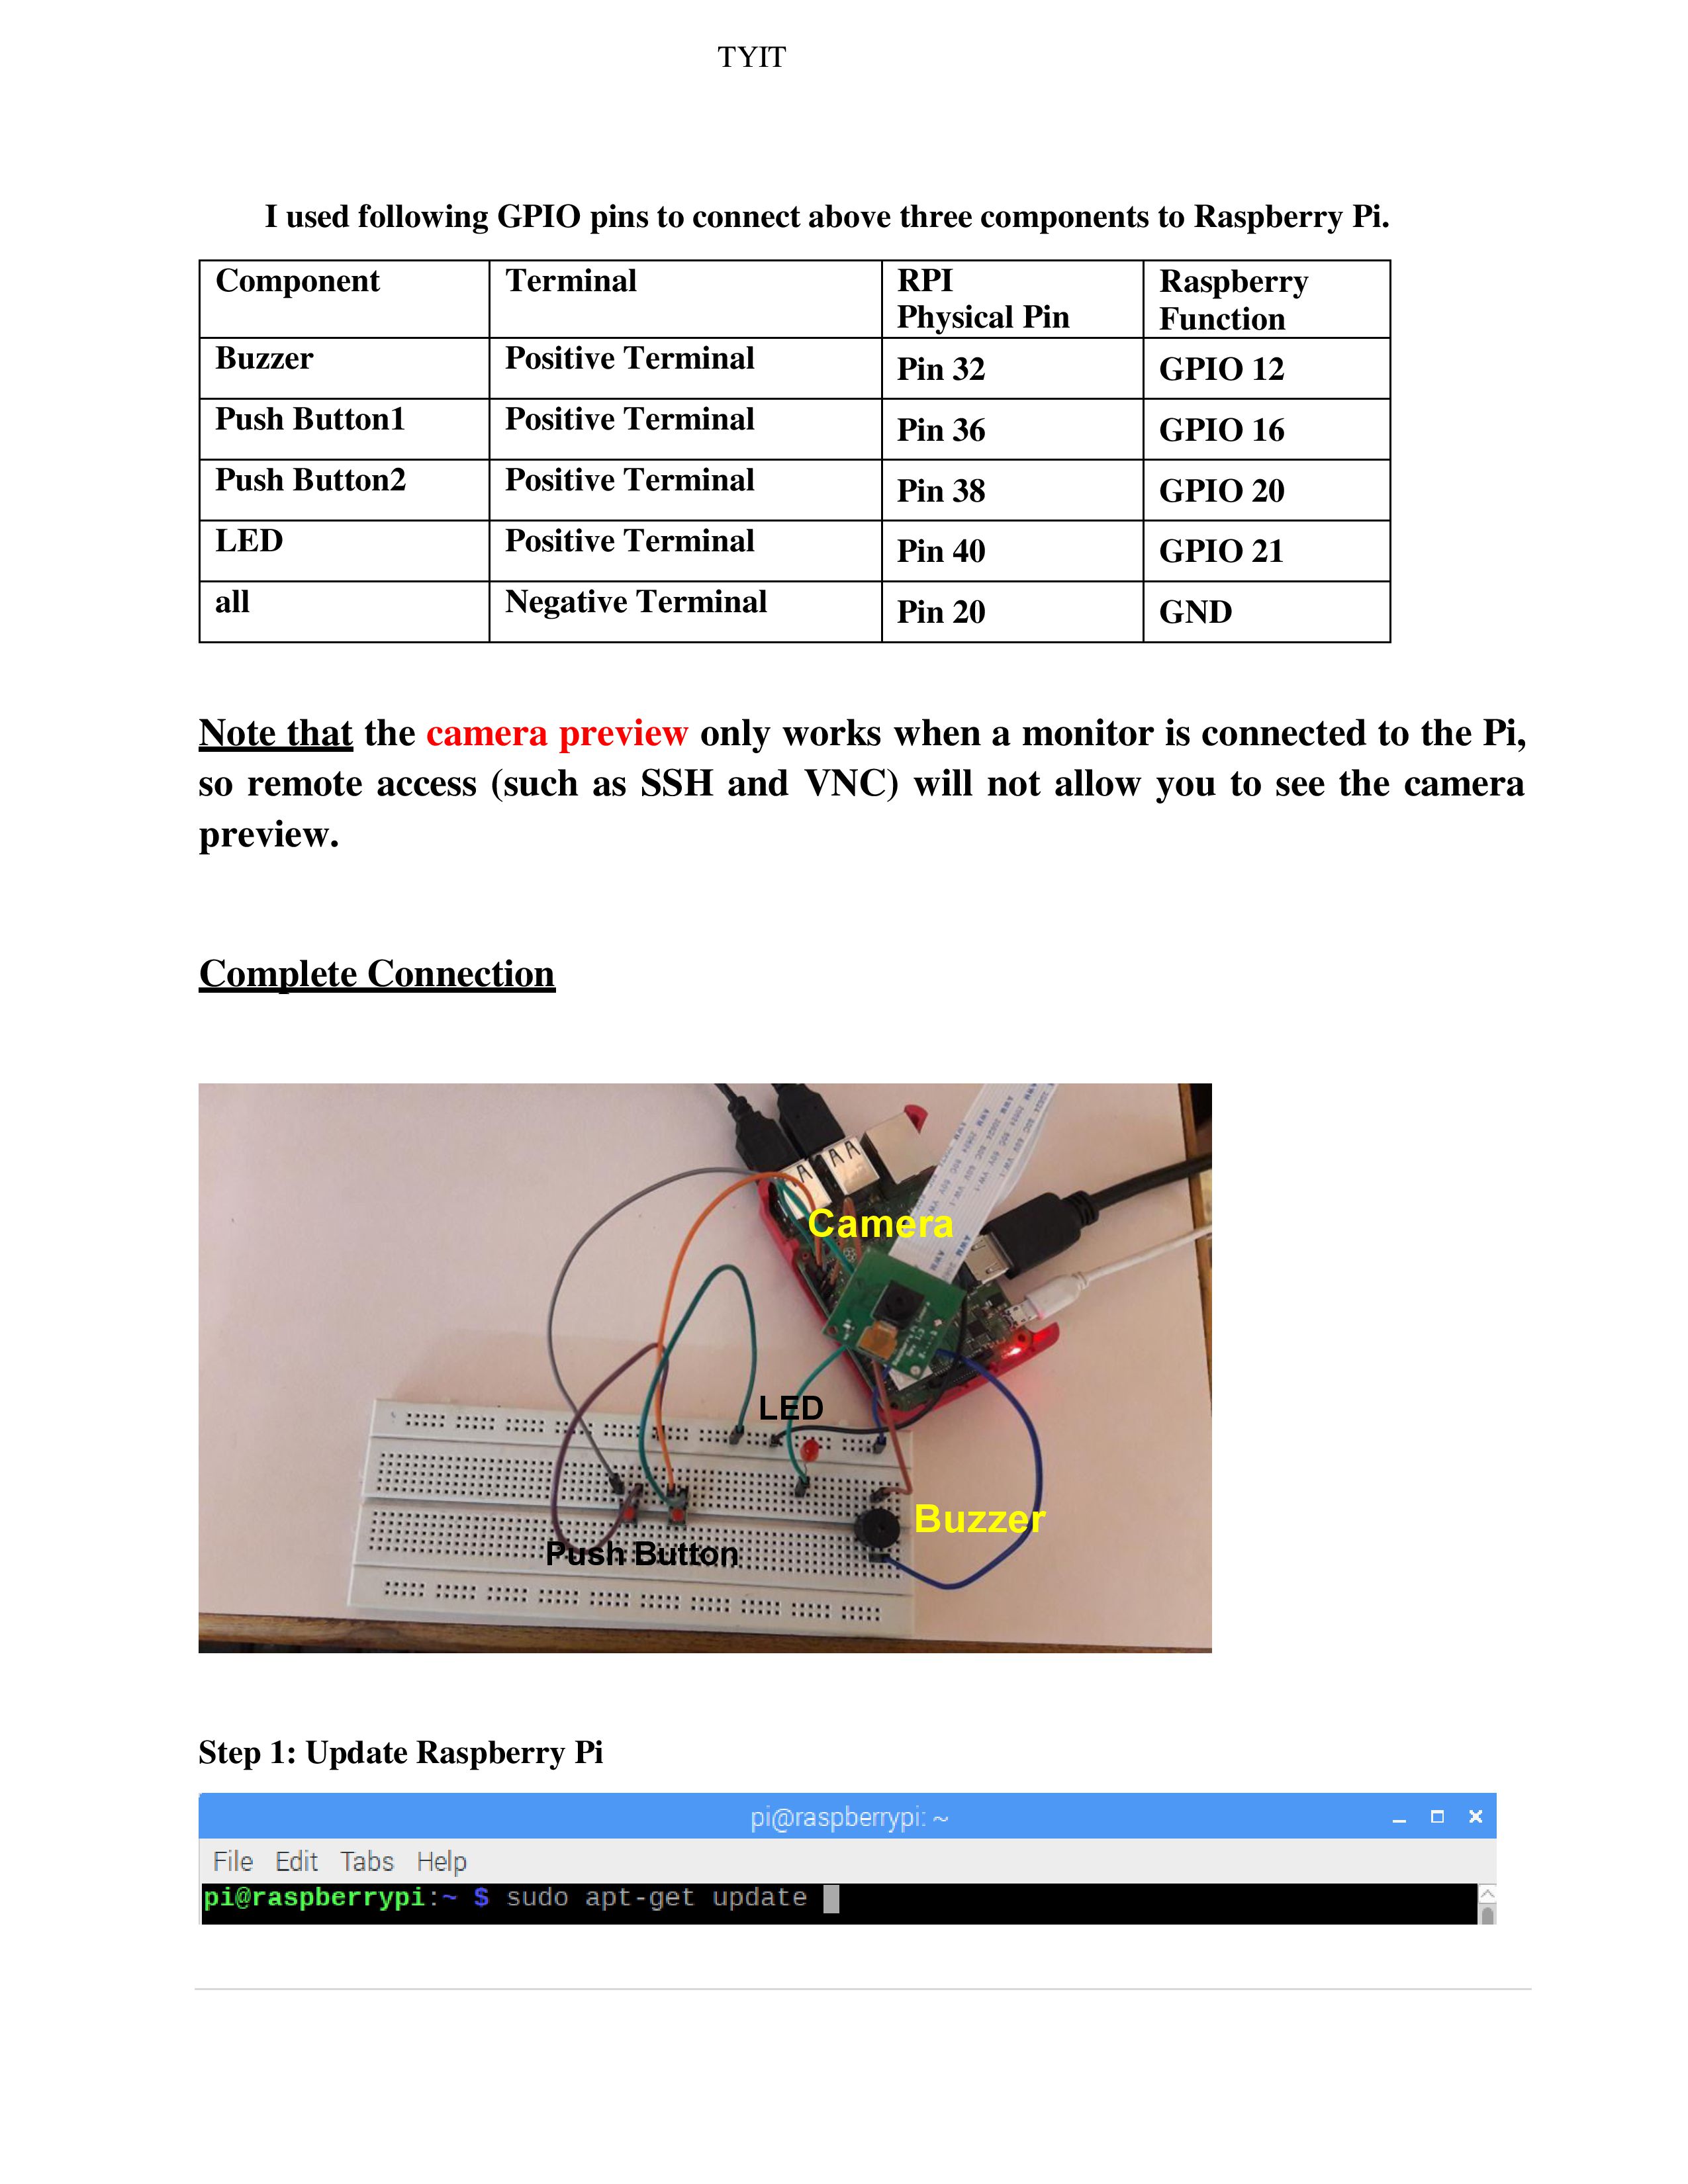 TYIT
I used following GPIO pins to connect above three components to Raspberry Pi.
Component Terminal RPI Physical Pin Raspberry Function
Buzzer Positive Terminal Pin 32 GPIO 12
Push Button1 Positive Terminal Pin 36 GPIO 16
Push Button2 Positive Terminal Pin 38 GPIO 20
LED Positive Terminal Pin 40 GPIO 21
all Negative Terminal Pin 20 GND
Note that the camera preview only works when a monitor is connected to the Pi,
so remote access (such as SSH and VNC) will not allow you to see the camera
preview.
Complete Connection
Camera
LED
Buzzer
Push Button
Step 1: Update Raspberry Pi
pi@raspberrypi: ~
File Edit Tabs Help
pi@raspberrypi:~ $ sudo apt-get update